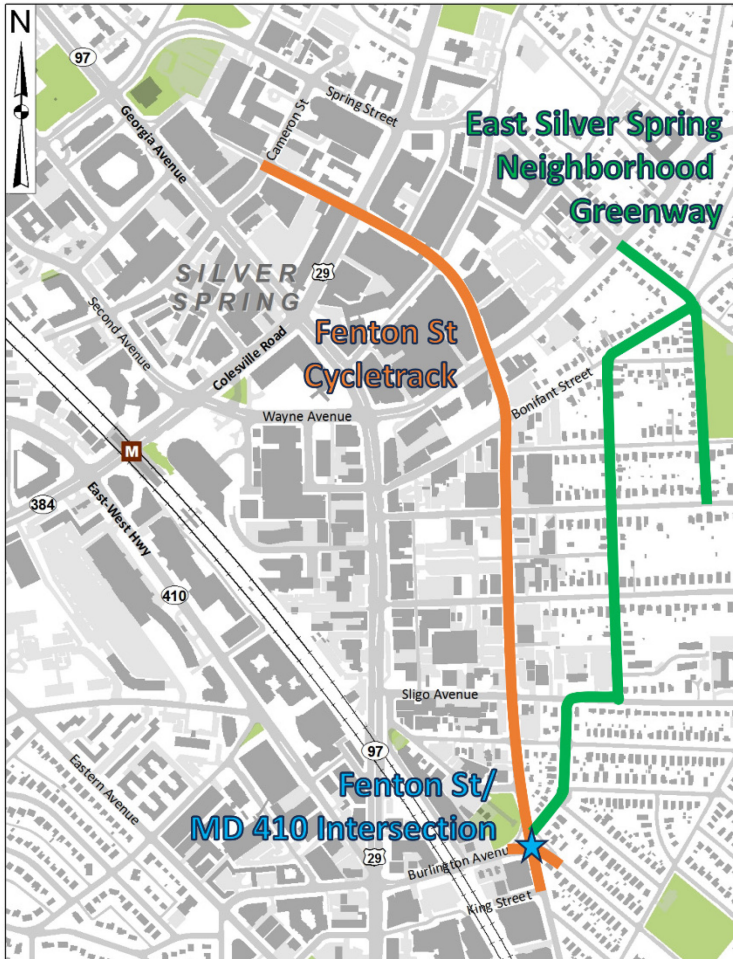 N
97
Georgia Avenue
Cameron St
Spring Street
East Silver Spring
Neighborhood
Greenway
SILVER
SPRING
29
Second Avenue
Fenton St
Cycletrack
Colesville Road
Bonifant Street
Wayne Avenue
M
384
East-West Hwy
410
Sligo Avenue
97
Eastern Avenue
Fenton St/
MD 410 Intersection
29
Burlington Avenu
King Street